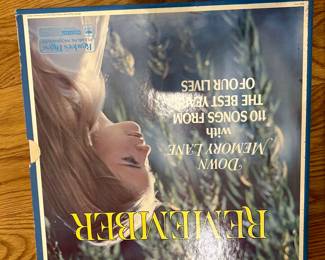 REMEMBER
DOWN
MEMORY LANE
with
110 SONGS FROM
THE BEST YEARS
OF OUR LIVES
Reader's Digest